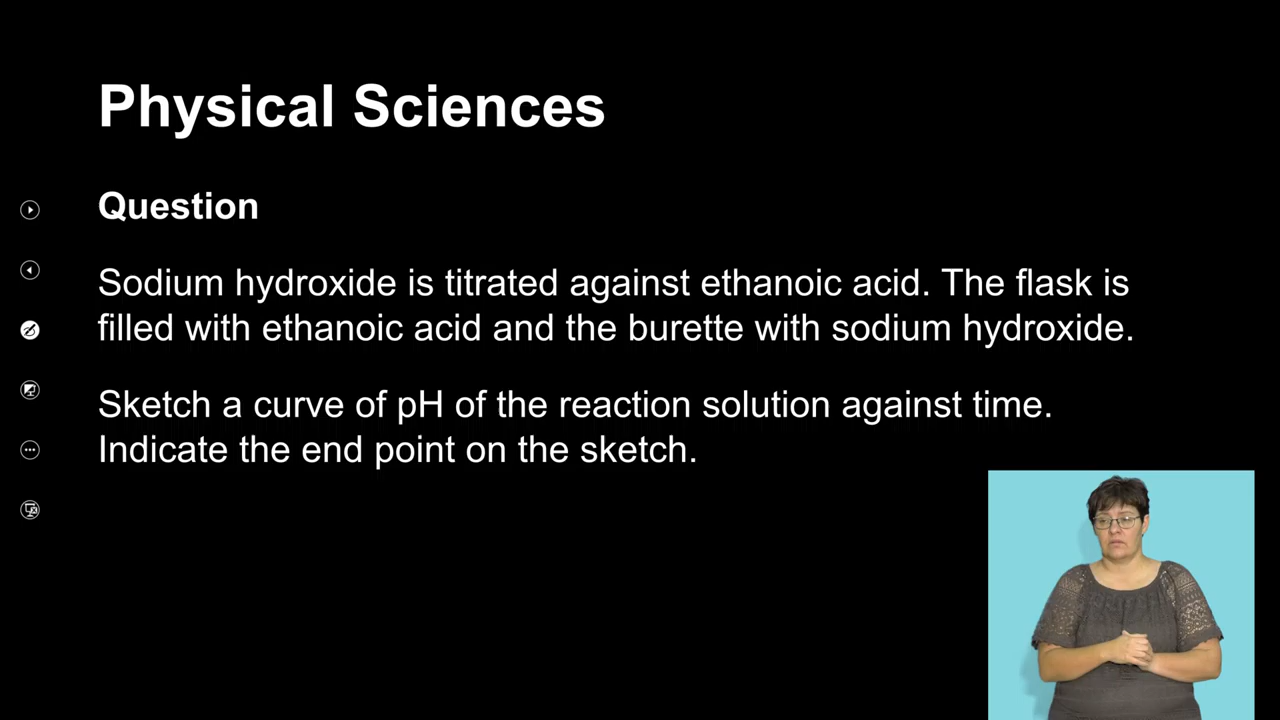 Physical Sciences
Question
Sodium hydroxide is titrated against ethanoic acid. The flask is
filled with ethanoic acid and the burette with sodium hydroxide.
Sketch a curve of pH of the reaction solution against time.
Indicate the end point on the sketch.